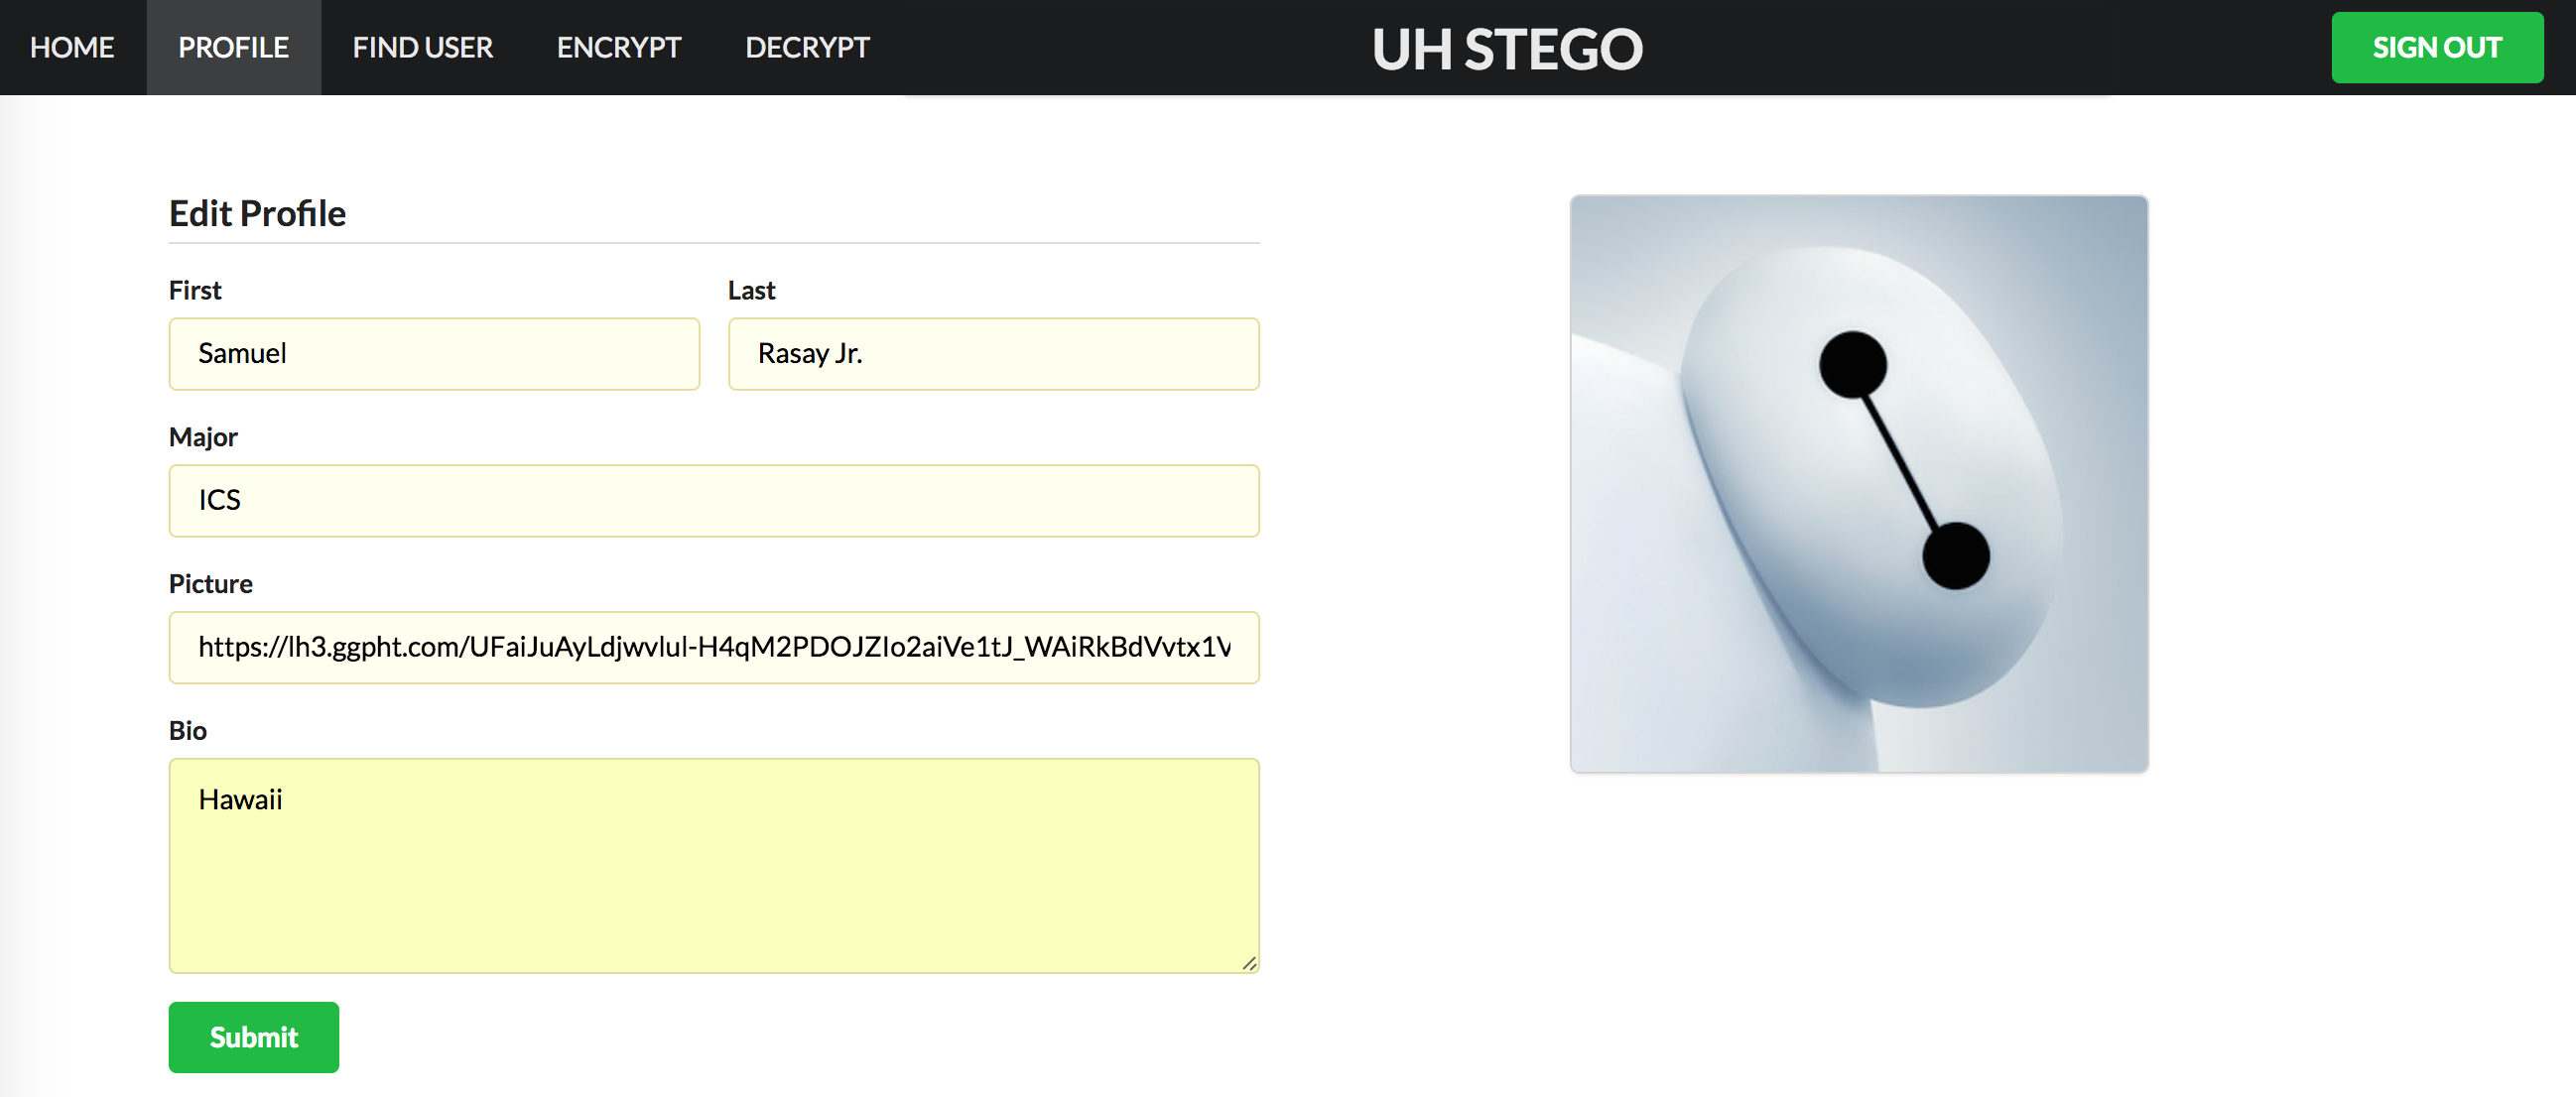 HOME PROFILE FIND USER ENCRYPT DECRYPT UH STEGO SIGN OUT
Edit Profile
First Last
Samuel Rasay Jr.
Major
ICS
Picture
https://lh3.ggpht.com/UFaiJuAyLdjwvlul-H4qM2PDOJZIo2aiVe1tJ_WAiRkBdVvtx1V
Bio
Hawaii
Submit